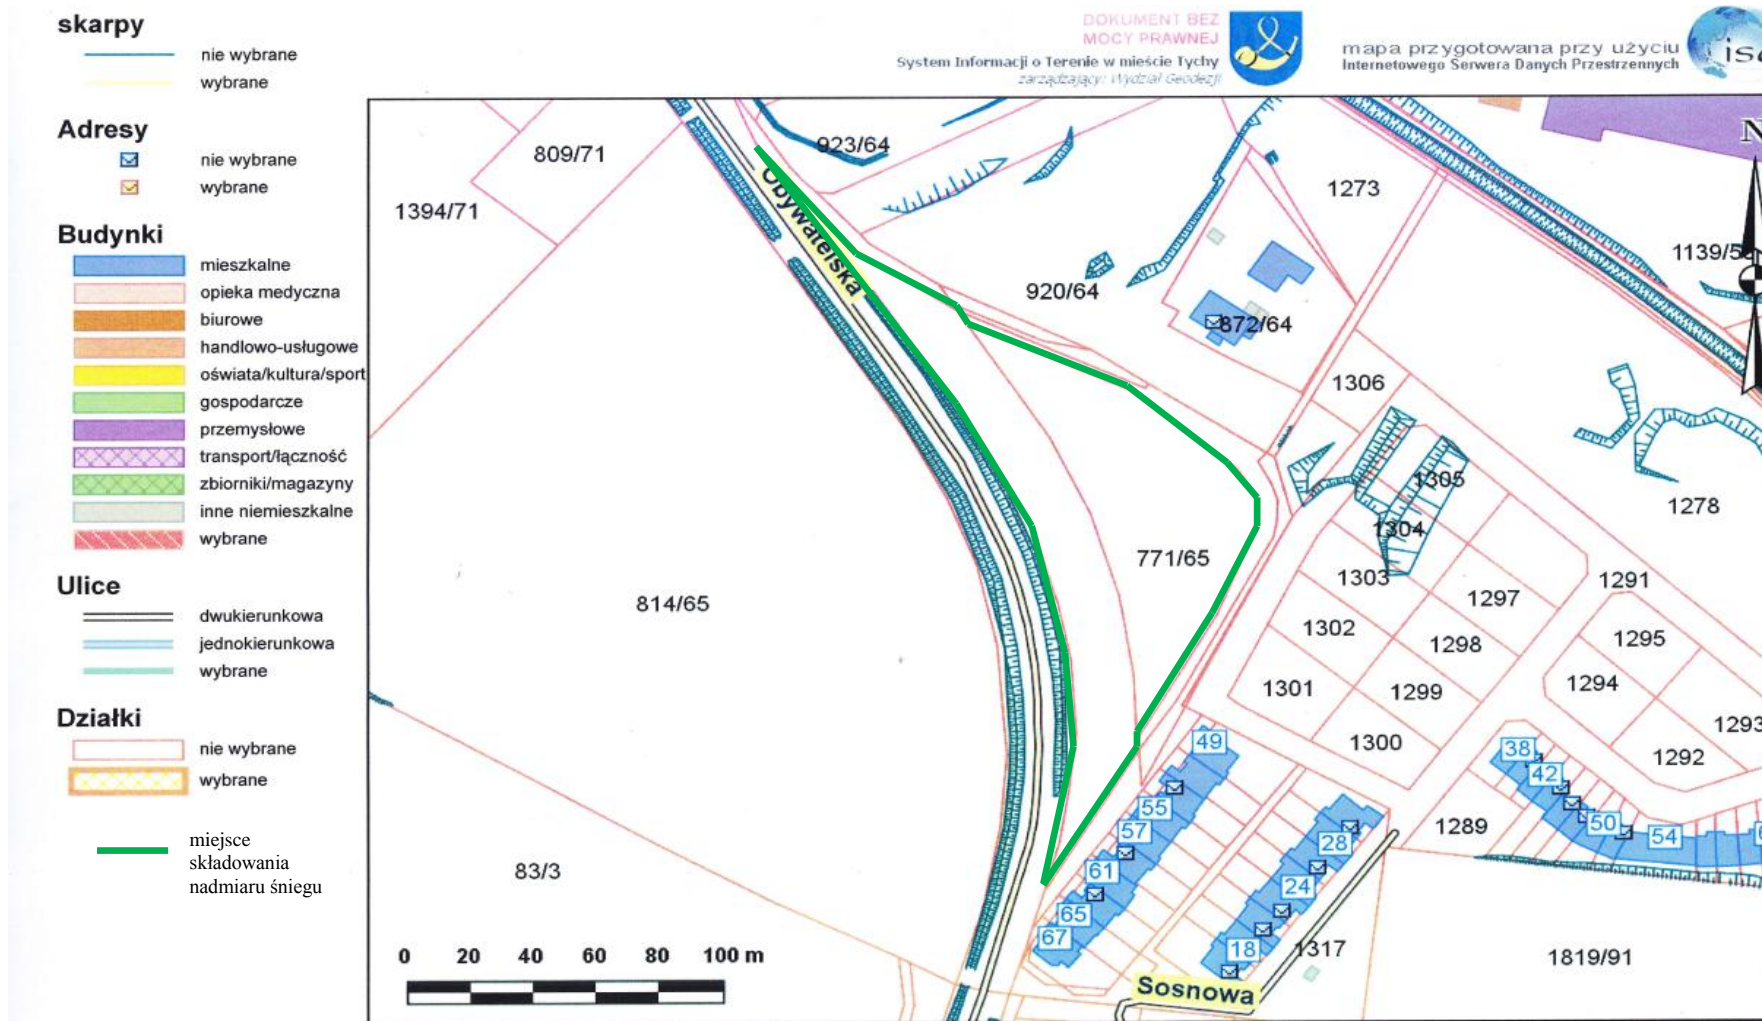 skarpy
nie wybrane
wybrane
Adresy
nie wybrane
wybrane
Budynki
mieszkalne
opieka medyczna
biurowe
handlowo-usługowe
oświata/kultura/sport
gospodarcze
przemysłowe
transport/łączność
zbiorniki/magazyny
inne niemieszkalne
wybrane
Ulice
dwukierunkowa
jednokierunkowa
wybrane
Działki
nie wybrane
wybrane
miejsce
składowania
nadmiaru śniegu
DOKUMENT BEZ
MOCY PRAWNEJ
System Informacji o Terenie w mieście Tychy
zarządzający: Wydział Geodezji
mapa przygotowana przy użyciu
Internetowego Serwera Danych Przestrzennych
N
809/71
923/64
1394/71
1273
Obywatelska
920/64
872/64
1306
1305
1304
1278
771/65
1303
1291
1297
814/65
1302
1298
1295
1301
1299
1294
1293
1300
1292
49
38
42
55
57
50
54
28
1289
61
24
83/3
65
67
18
1317
1819/91
Sosnowa
0 20 40 60 80 100 m